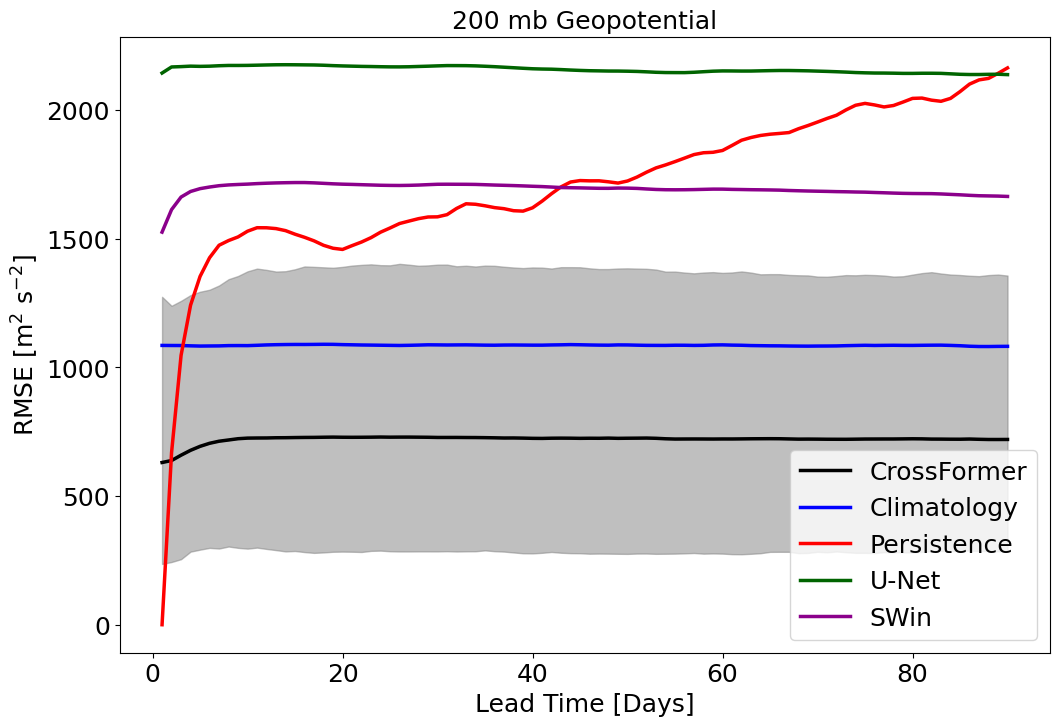 200 mb Geopotential
RMSE [m² s⁻²]
2000
1500
1000
500
0
0 20 40 60 80
Lead Time [Days]
CrossFormer
Climatology
Persistence
U-Net
SWin